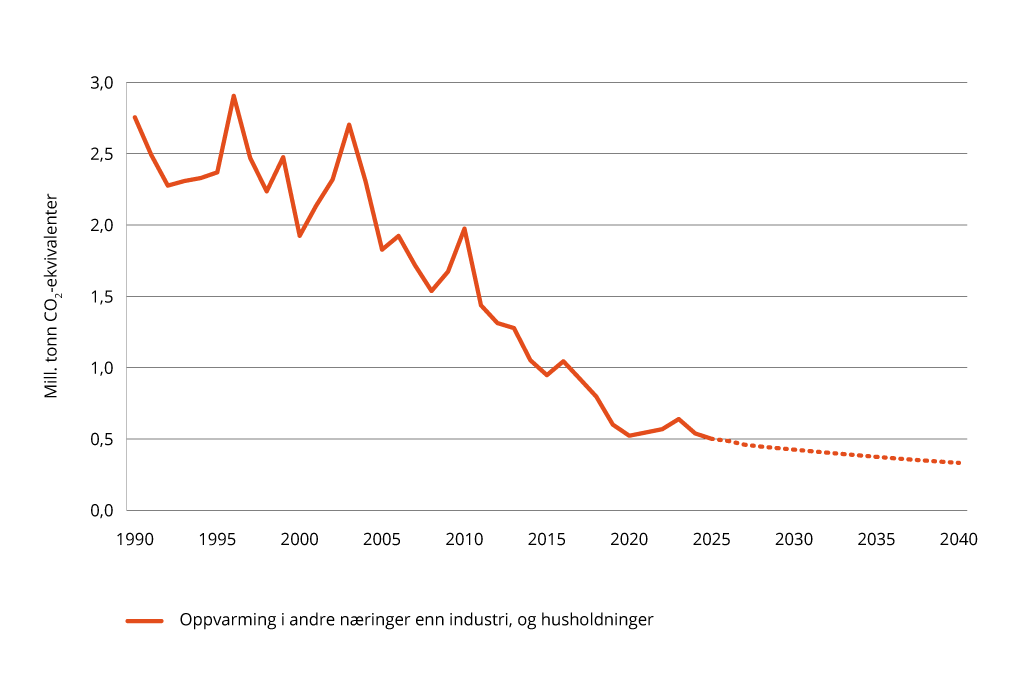 Mill. tonn CO₂-ekvivalenter
3,0
2,5
2,0
1,5
1,0
0,5
0,0
1990 1995 2000 2005 2010 2015 2020 2025 2030 2035 2040
Oppvarming i andre næringer enn industri, og husholdninger